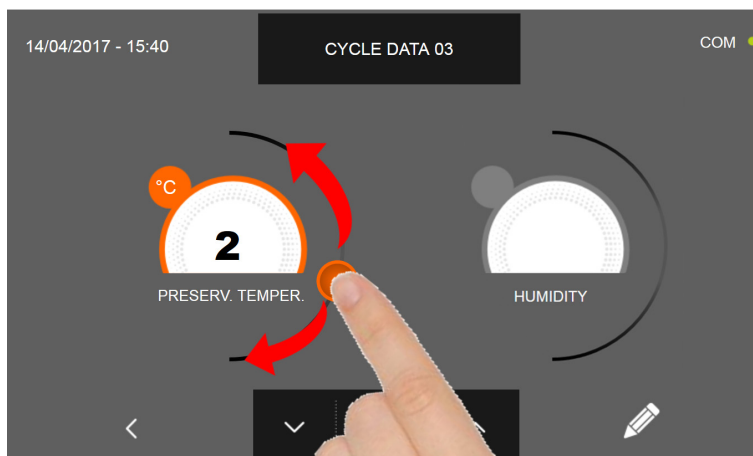 14/04/2017 - 15:40
CYCLE DATA 03
COM
°C
2
PRESERV. TEMPER.
HUMIDITY